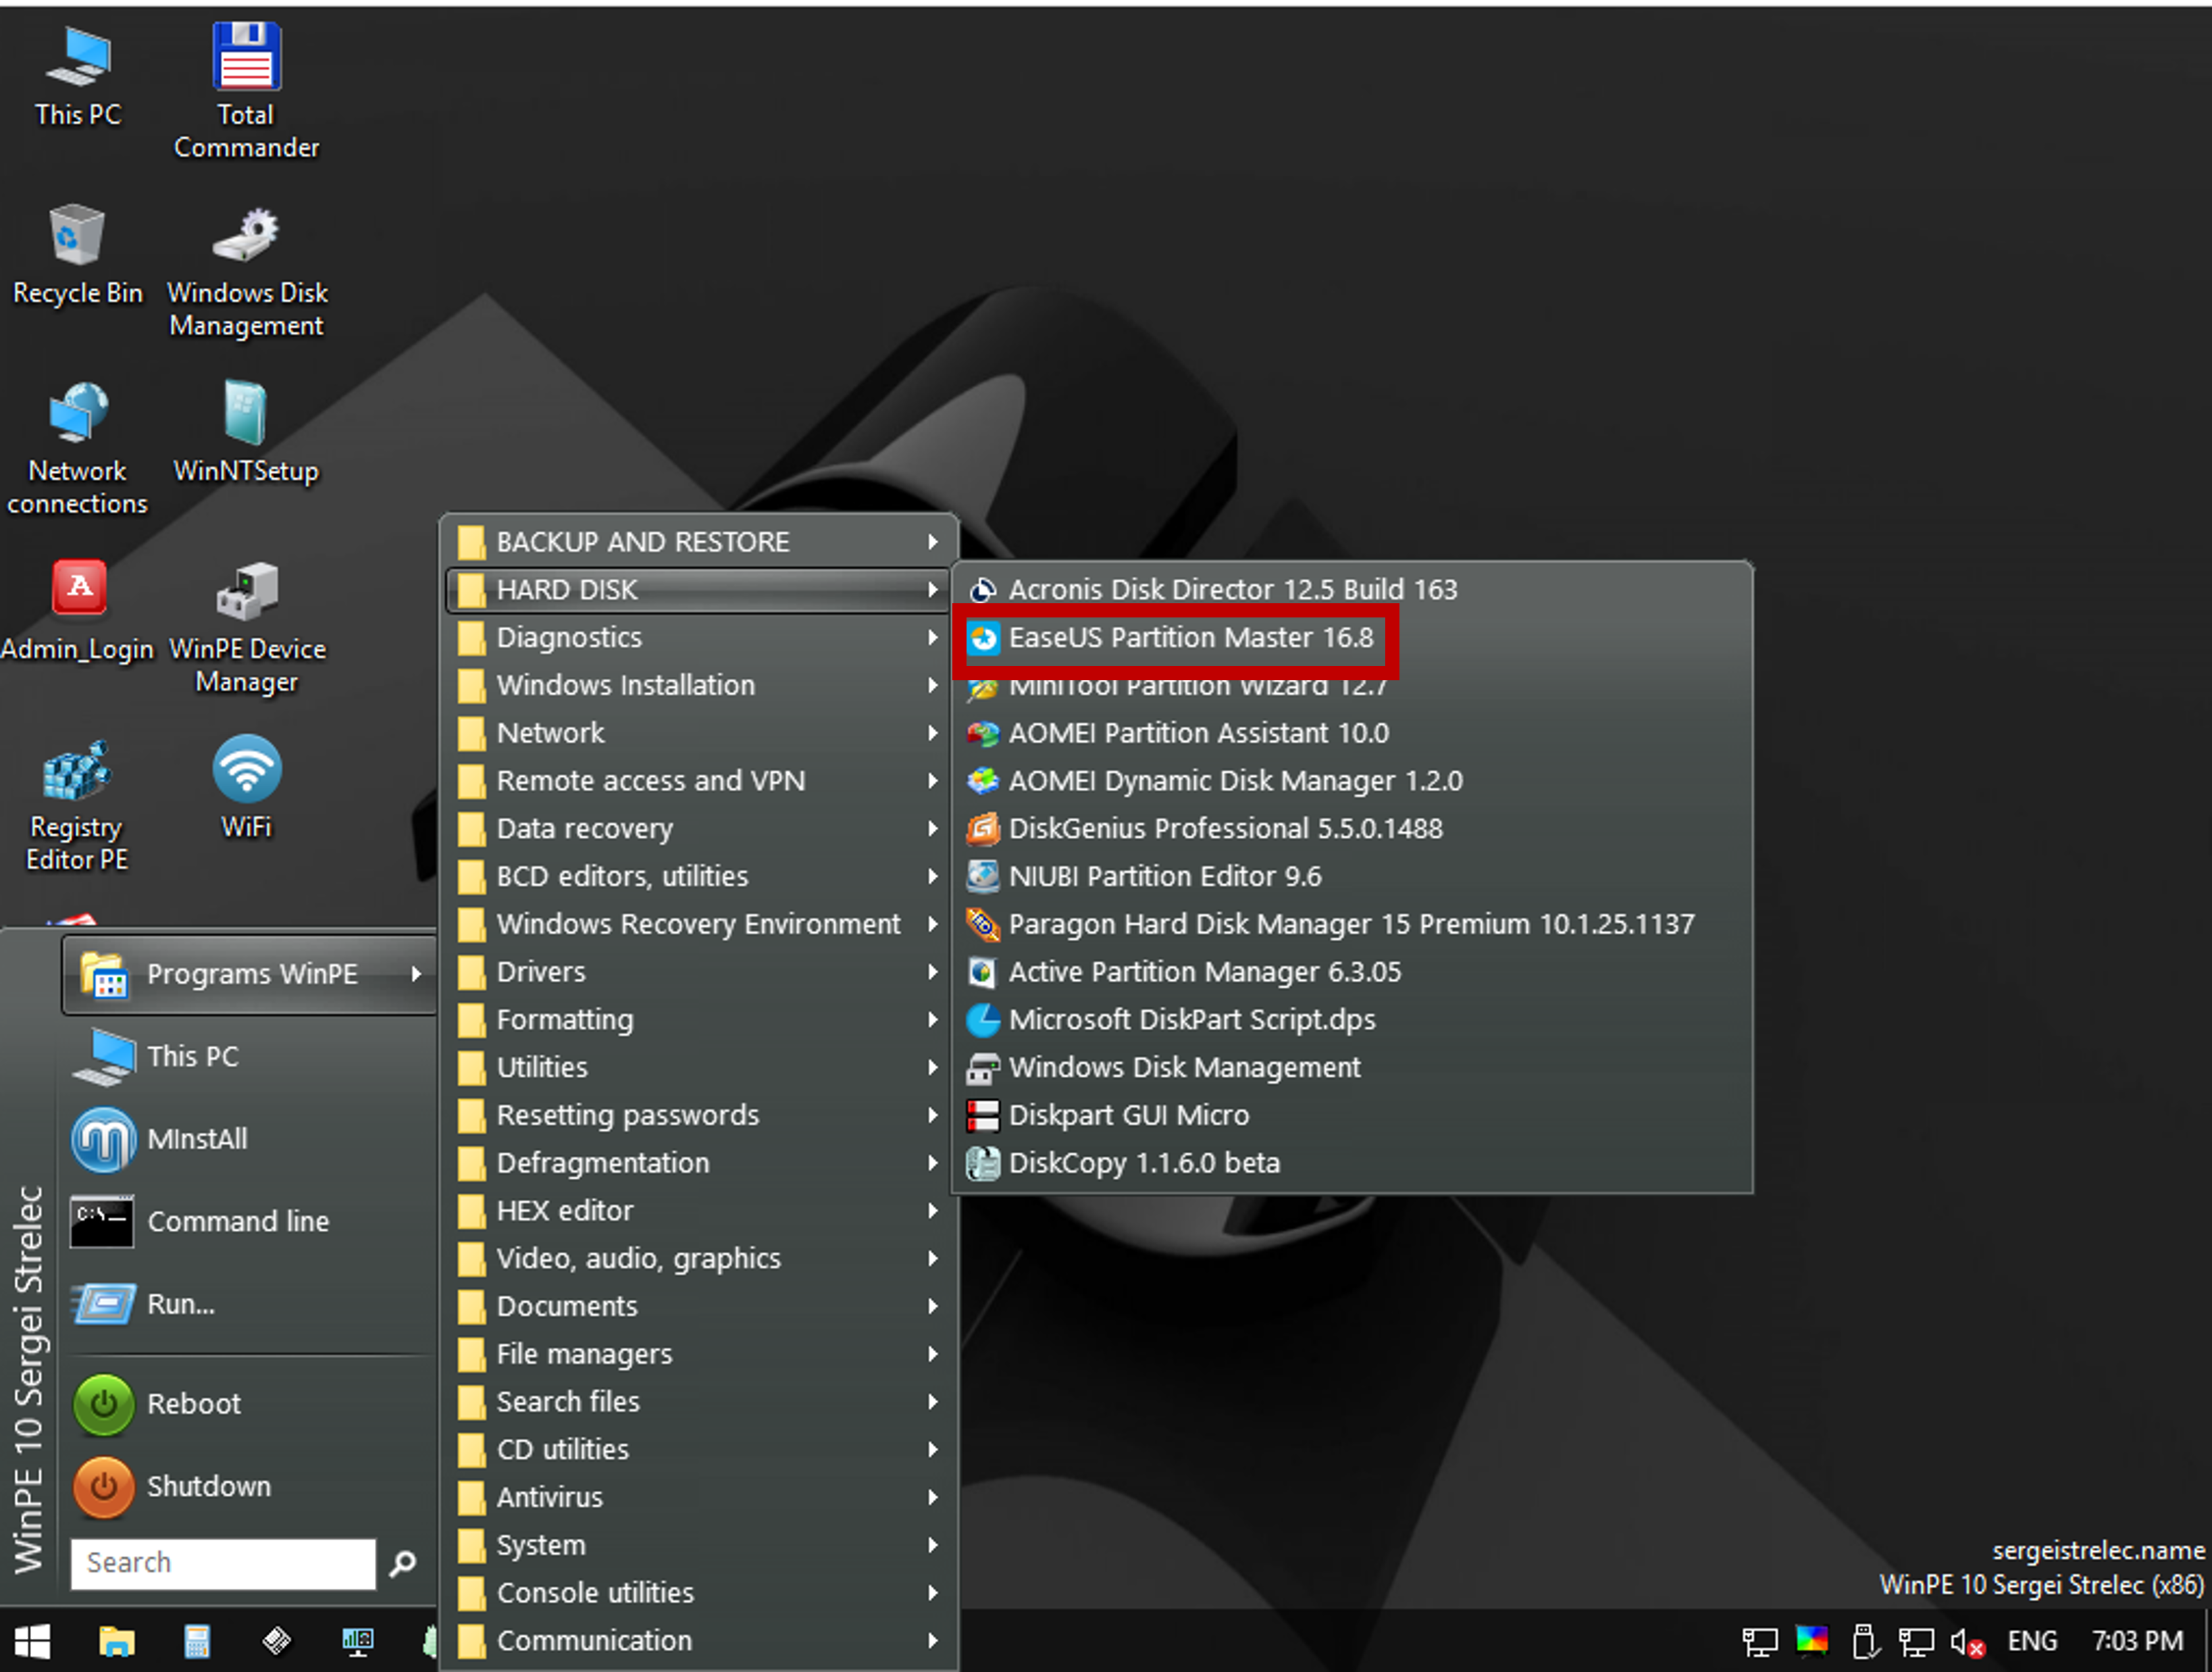 This PC
Total
Commander
Recycle Bin
Windows Disk
Management
Network
connections
WinNTSetup
A
Admin_Login
WinPE Device
Manager
Registry
Editor PE
WiFi
WinPE 10 Sergei Strelec
Programs WinPE
This PC
MInstAll
C:\_
Command line
Run...
Reboot
Shutdown
Search
BACKUP AND RESTORE
HARD DISK
Diagnostics
Windows Installation
Network
Remote access and VPN
Data recovery
BCD editors, utilities
Windows Recovery Environment
Drivers
Formatting
Utilities
Resetting passwords
Defragmentation
HEX editor
Video, audio, graphics
Documents
File managers
Search files
CD utilities
Antivirus
System
Console utilities
Communication
Acronis Disk Director 12.5 Build 163
EaseUS Partition Master 16.8
MiniTool Partition Wizard 12.7
AOMEI Partition Assistant 10.0
AOMEI Dynamic Disk Manager 1.2.0
DiskGenius Professional 5.5.0.1488
NIUBI Partition Editor 9.6
Paragon Hard Disk Manager 15 Premium 10.1.25.1137
Active Partition Manager 6.3.05
Microsoft DiskPart Script.dps
Windows Disk Management
Diskpart GUI Micro
DiskCopy 1.1.6.0 beta
sergeistrelec.name
WinPE 10 Sergei Strelec (x86)
ENG
7:03 PM